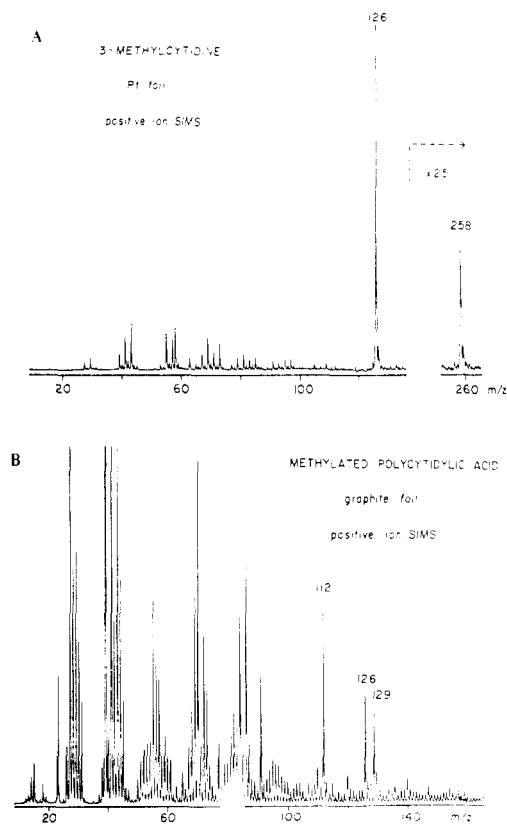 A
3-METHYLCYTIDINE
Pt foil
positive ion SIMS
126
x25
258
20 60 100 260 m/z
B
METHYLATED POLYCYTIDYLIC ACID
graphite foil
positive ion SIMS
112
126
129
20 60 100 140 m/z